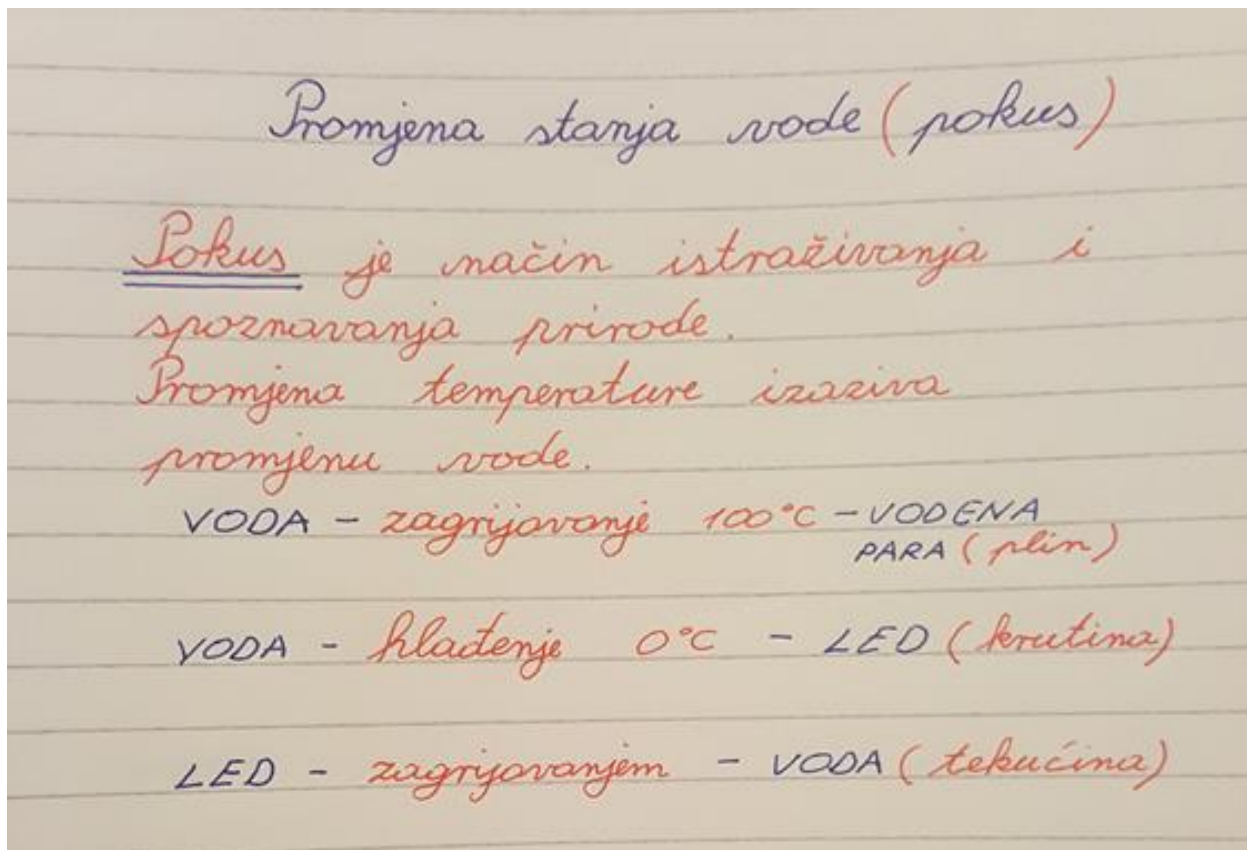 Promjena stanja vode (pokus)
Pokus je način istraživanja i
spoznavanja prirode.
Promjena temperature izaziva
promjenu vode.
VODA - zagrijavanje 100°C - VODENA
PARA (plin)
VODA - hlađenje 0°C - LED (krutina)
LED - zagrijavanjem - VODA (tekućina)